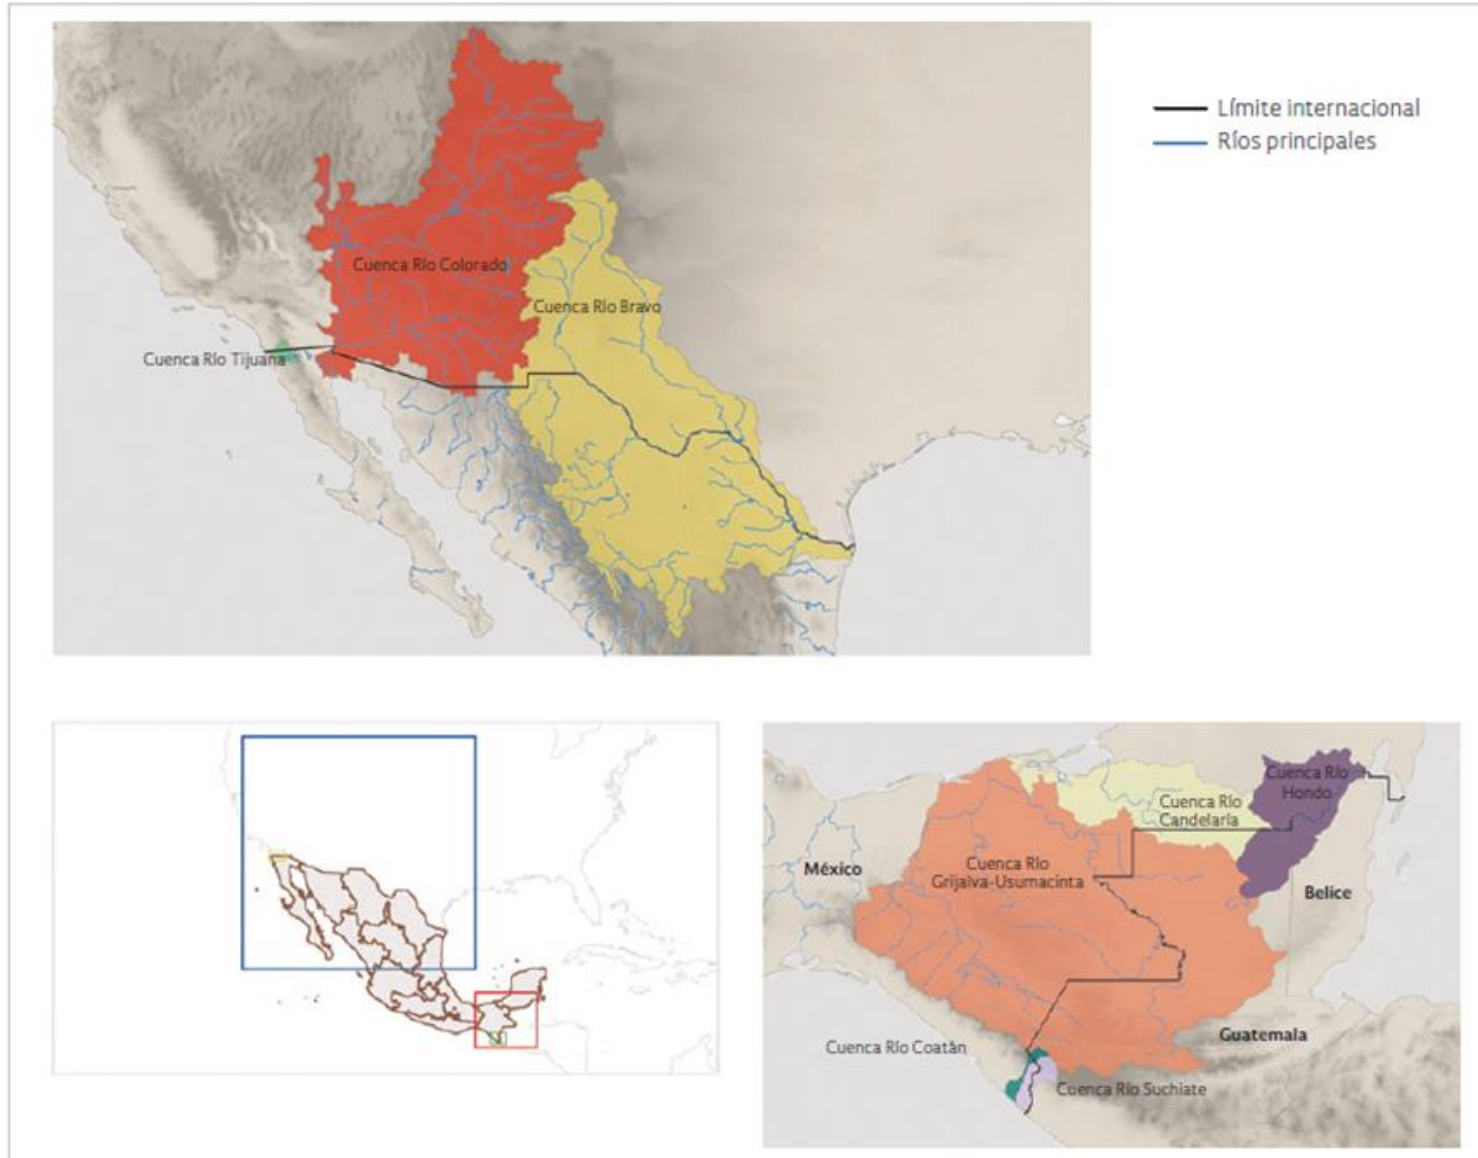 Límite internacional
Ríos principales
Cuenca Río Colorado
Cuenca Río Bravo
Cuenca Río Tijuana
Cuenca Río
Hondo
Cuenca Río
Candelaria
México
Cuenca Río
Grijalva-Usumacinta
Belice
Guatemala
Cuenca Río Coatán
Cuenca Río Suchiate